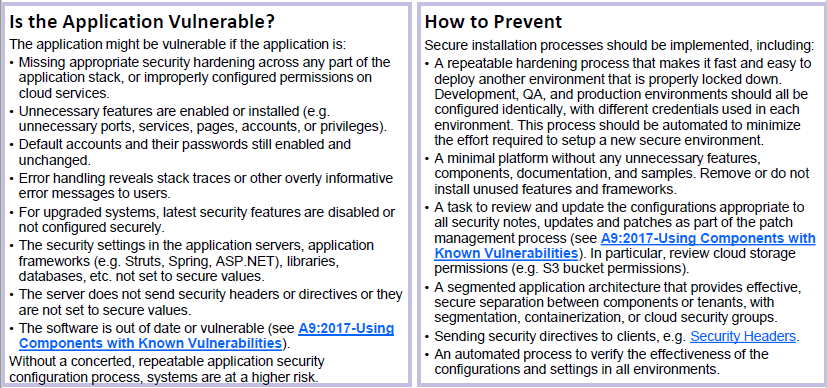 Is the Application Vulnerable?
The application might be vulnerable if the application is:
• Missing appropriate security hardening across any part of the
application stack, or improperly configured permissions on
cloud services.
• Unnecessary features are enabled or installed (e.g.
unnecessary ports, services, pages, accounts, or privileges).
• Default accounts and their passwords still enabled and
unchanged.
• Error handling reveals stack traces or other overly informative
error messages to users.
• For upgraded systems, latest security features are disabled or
not configured securely.
• The security settings in the application servers, application
frameworks (e.g. Struts, Spring, ASP.NET), libraries,
databases, etc. not set to secure values.
• The server does not send security headers or directives or they
are not set to secure values.
• The software is out of date or vulnerable (see A9:2017-Using
Components with Known Vulnerabilities).
Without a concerted, repeatable application security
configuration process, systems are at a higher risk.
How to Prevent
Secure installation processes should be implemented, including:
• A repeatable hardening process that makes it fast and easy to
deploy another environment that is properly locked down.
Development, QA, and production environments should all be
configured identically, with different credentials used in each
environment. This process should be automated to minimize
the effort required to setup a new secure environment.
• A minimal platform without any unnecessary features,
components, documentation, and samples. Remove or do not
install unused features and frameworks.
• A task to review and update the configurations appropriate to
all security notes, updates and patches as part of the patch
management process (see A9:2017-Using Components with
Known Vulnerabilities). In particular, review cloud storage
permissions (e.g. S3 bucket permissions).
• A segmented application architecture that provides effective,
secure separation between components or tenants, with
segmentation, containerization, or cloud security groups.
• Sending security directives to clients, e.g. Security Headers.
• An automated process to verify the effectiveness of the
configurations and settings in all environments.